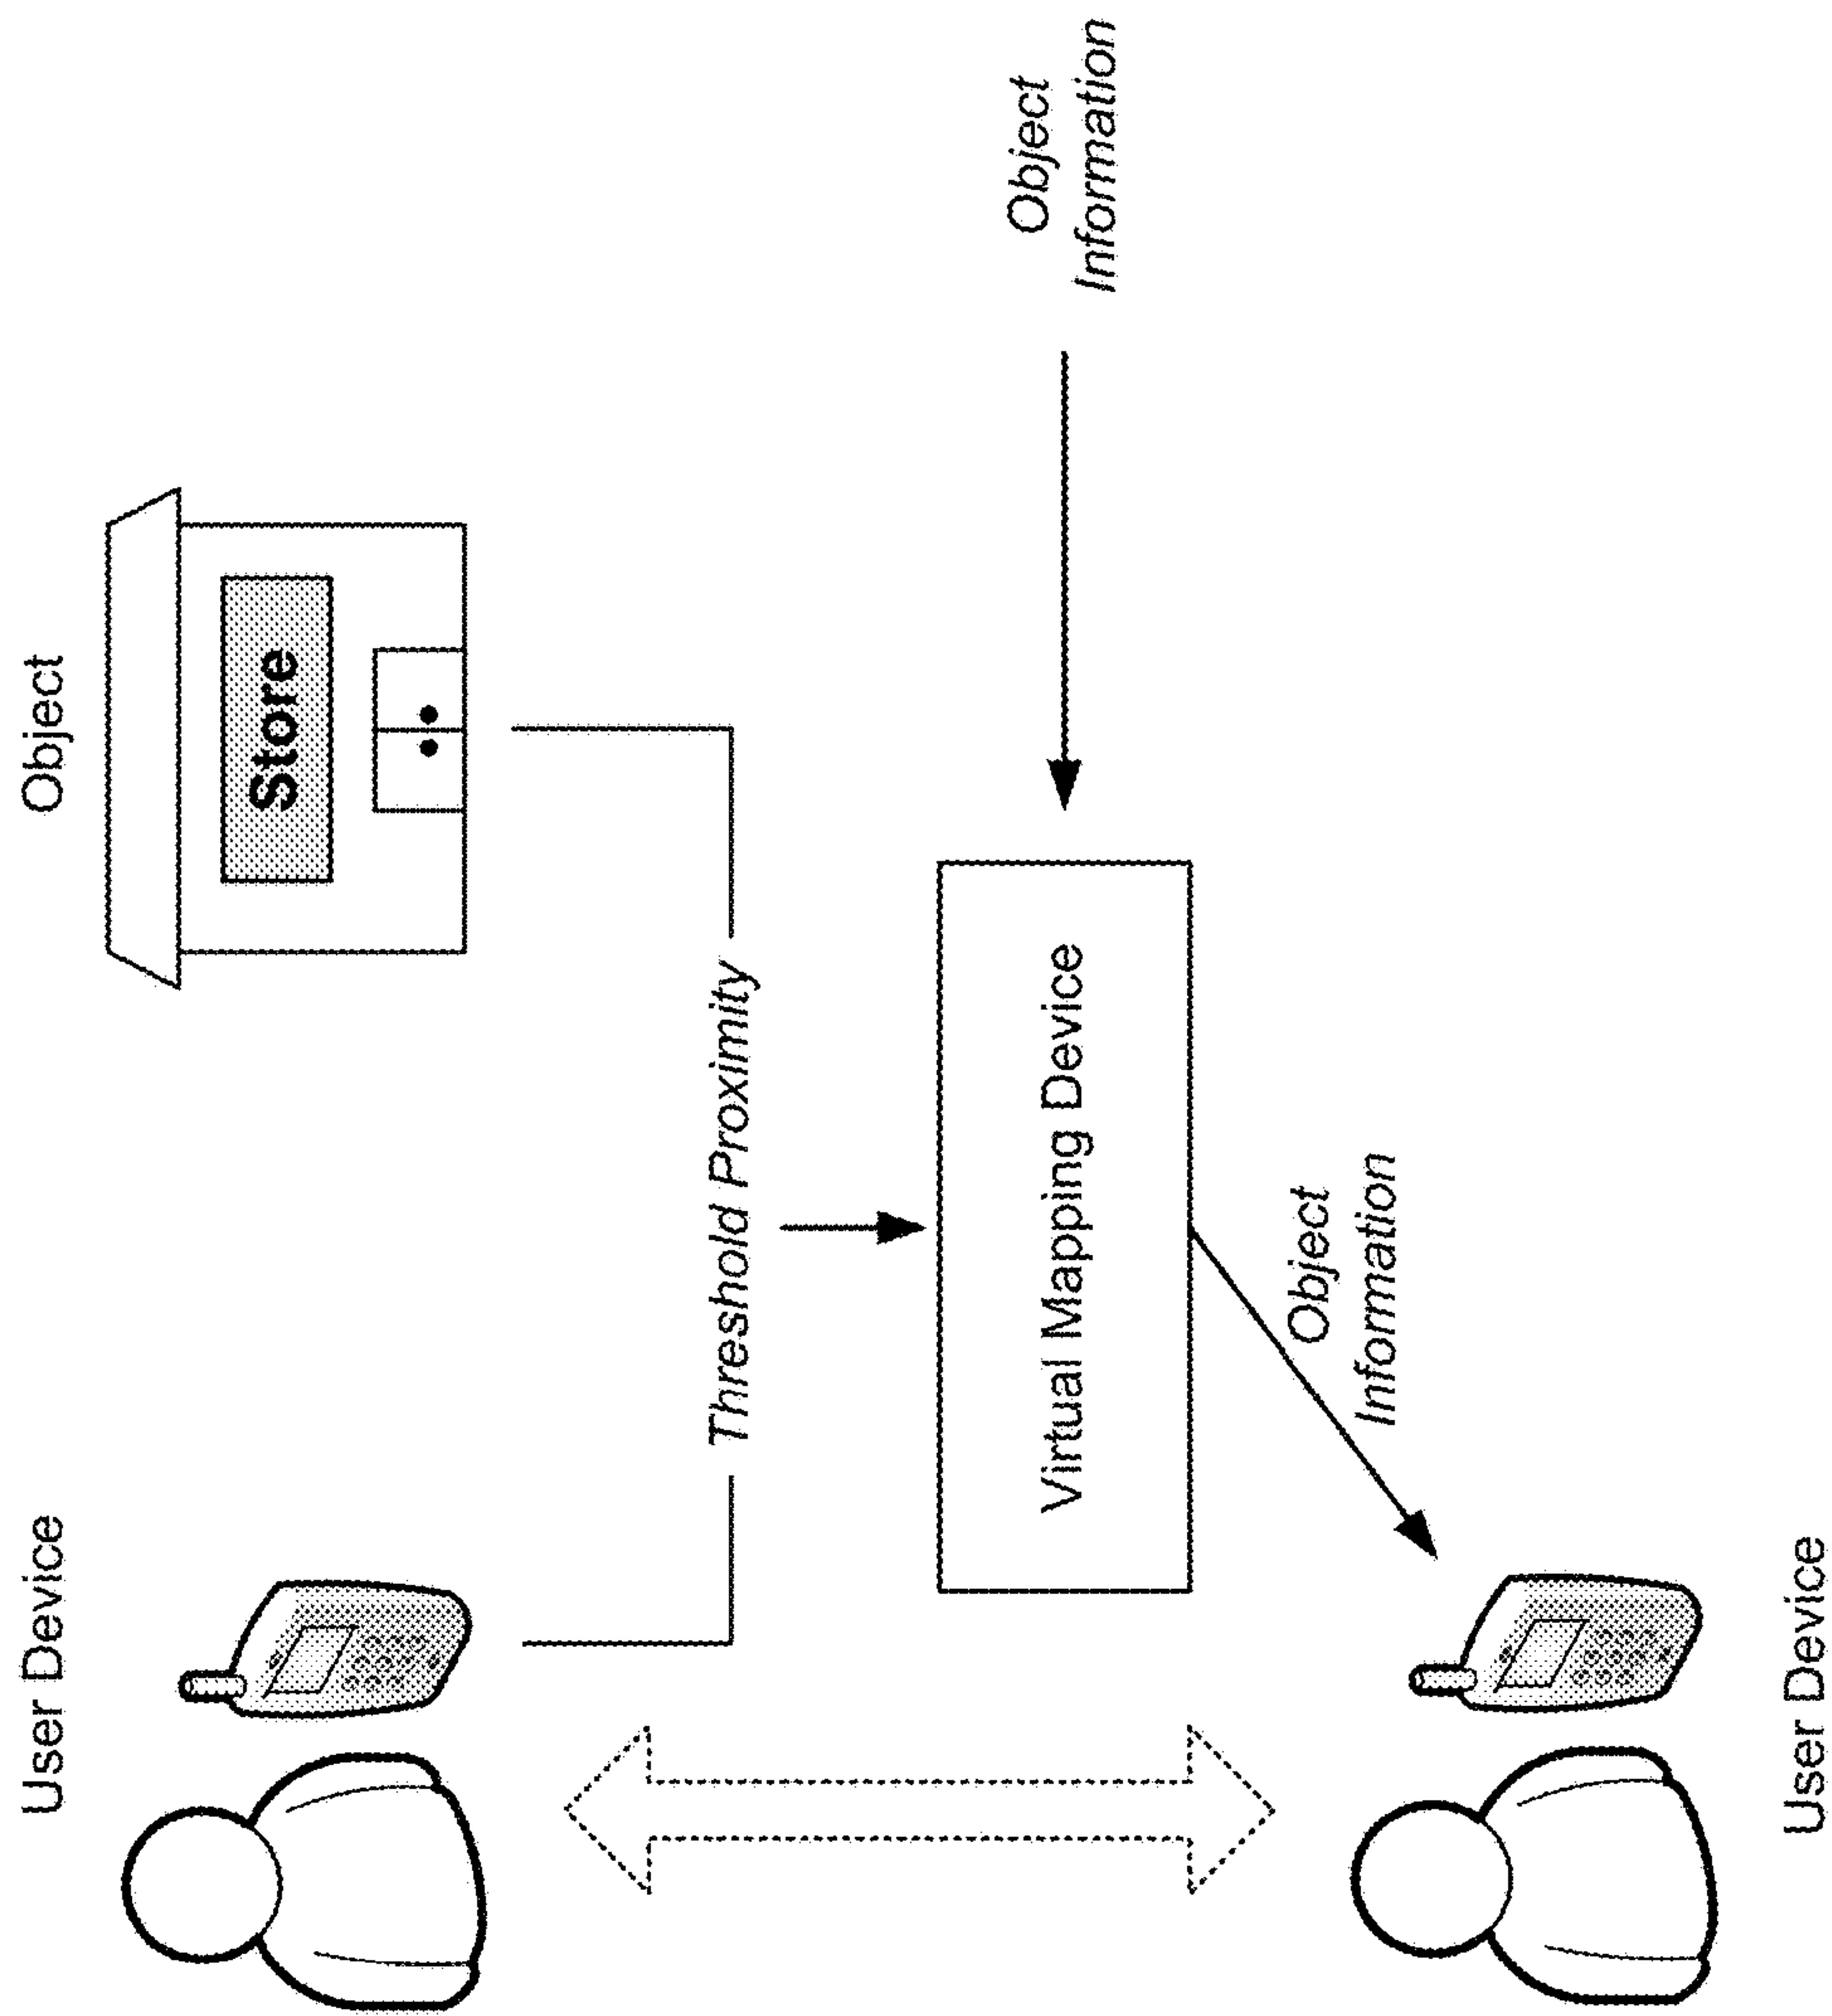 User Device
Object
Store
Threshold Proximity
Virtual Mapping Device
Object
Information
Object
Information
User Device